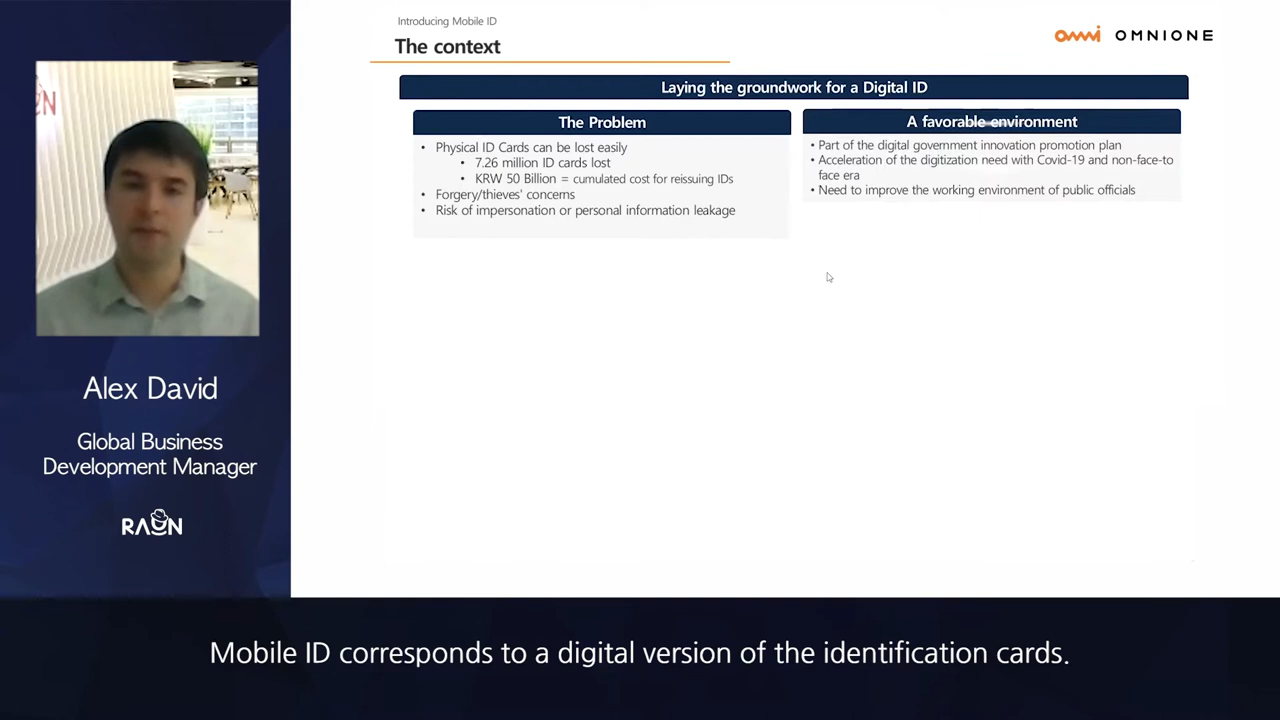 Introducing Mobile ID
The context
omni OMNIONE
Laying the groundwork for a Digital ID
The Problem
• Physical ID Cards can be lost easily
• 7.26 million ID cards lost
• KRW 50 Billion = cumulated cost for reissuing IDs
• Forgery/thieves' concerns
• Risk of impersonation or personal information leakage
A favorable environment
• Part of the digital government innovation promotion plan
• Acceleration of the digitization need with Covid-19 and non-face-to
face era
• Need to improve the working environment of public officials
Alex David
Global Business
Development Manager
RAON
Mobile ID corresponds to a digital version of the identification cards.